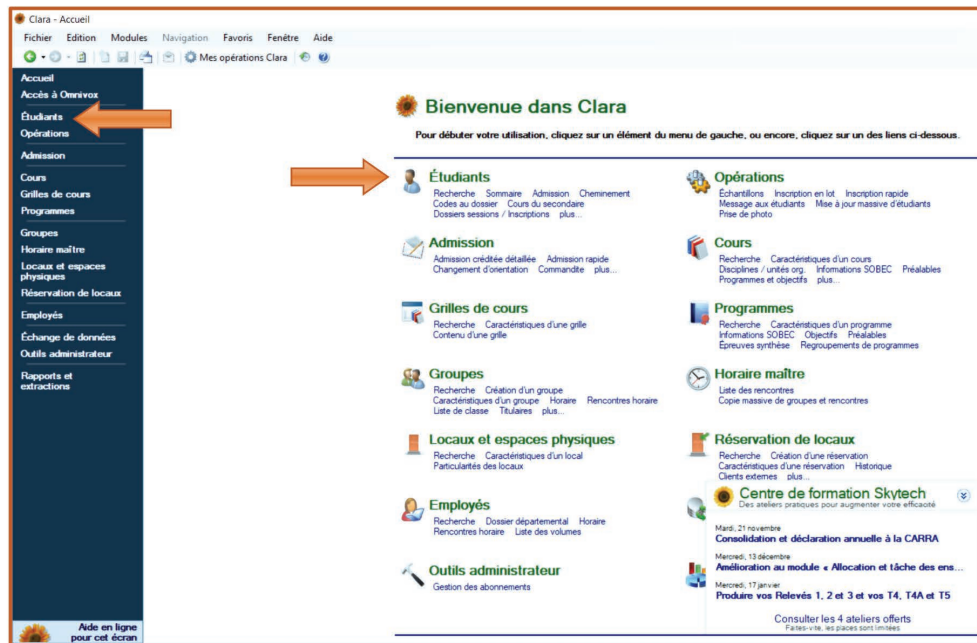 Clara - Accueil
Fichier Edition Modules Navigation Favoris Fenêtre Aide
Mes opérations Clara
Accueil
Accès à Omnivox
Étudiants
Opérations
Admission
Cours
Grilles de cours
Programmes
Groupes
Horaire maître
Locaux et espaces
physiques
Réservation de locaux
Employés
Échange de données
Outils administrateur
Rapports et
extractions
Aide en ligne
pour cet écran
Bienvenue dans Clara
Pour débuter votre utilisation, cliquez sur un élément du menu de gauche, ou encore, cliquez sur un des liens ci-dessous.
Étudiants
Recherche Sommaire Admission Cheminement
Codes au dossier Cours du secondaire
Dossiers sessions / Inscriptions plus...
Opérations
Échantillons Inscription en lot Inscription rapide
Message aux étudiants Mise à jour massive d'étudiants
Prise de photo
Admission
Admission créditée détaillée Admission rapide
Changement d'orientation Commandite plus...
Cours
Recherche Caractéristiques d'un cours
Disciplines / unités org. Informations SOBEC Préalables
Programmes et objectifs plus...
Grilles de cours
Recherche Caractéristiques d'une grille
Contenu d'une grille
Programmes
Recherche Caractéristiques d'un programme
Informations SOBEC Objectifs Préalables
Épreuves synthèse Regroupements de programmes
Groupes
Recherche Création d'un groupe
Caractéristiques d'un groupe Horaire Rencontres horaire
Liste de classe Titulaires plus...
Horaire maître
Liste des rencontres
Copie massive de groupes et rencontres
Locaux et espaces physiques
Recherche Caractéristiques d'un local
Particularités des locaux
Réservation de locaux
Recherche Création d'une réservation
Caractéristiques d'une réservation Historique
Clients externes plus...
Employés
Recherche Dossier départemental Horaire
Rencontres horaire Liste des volumes
Outils administrateur
Gestion des abonnements
Centre de formation Skytech
Des ateliers pratiques pour augmenter votre efficacité
Mardi, 21 novembre
Consolidation et déclaration annuelle à la CARRA
Mercredi, 13 décembre
Amélioration au module « Allocation et tâche des ens...
Mercredi, 17 janvier
Produire vos Relevés 1, 2 et 3 et vos T4, T4A et T5
Consulter les 4 ateliers offerts
Faites-vite, les places sont limitées